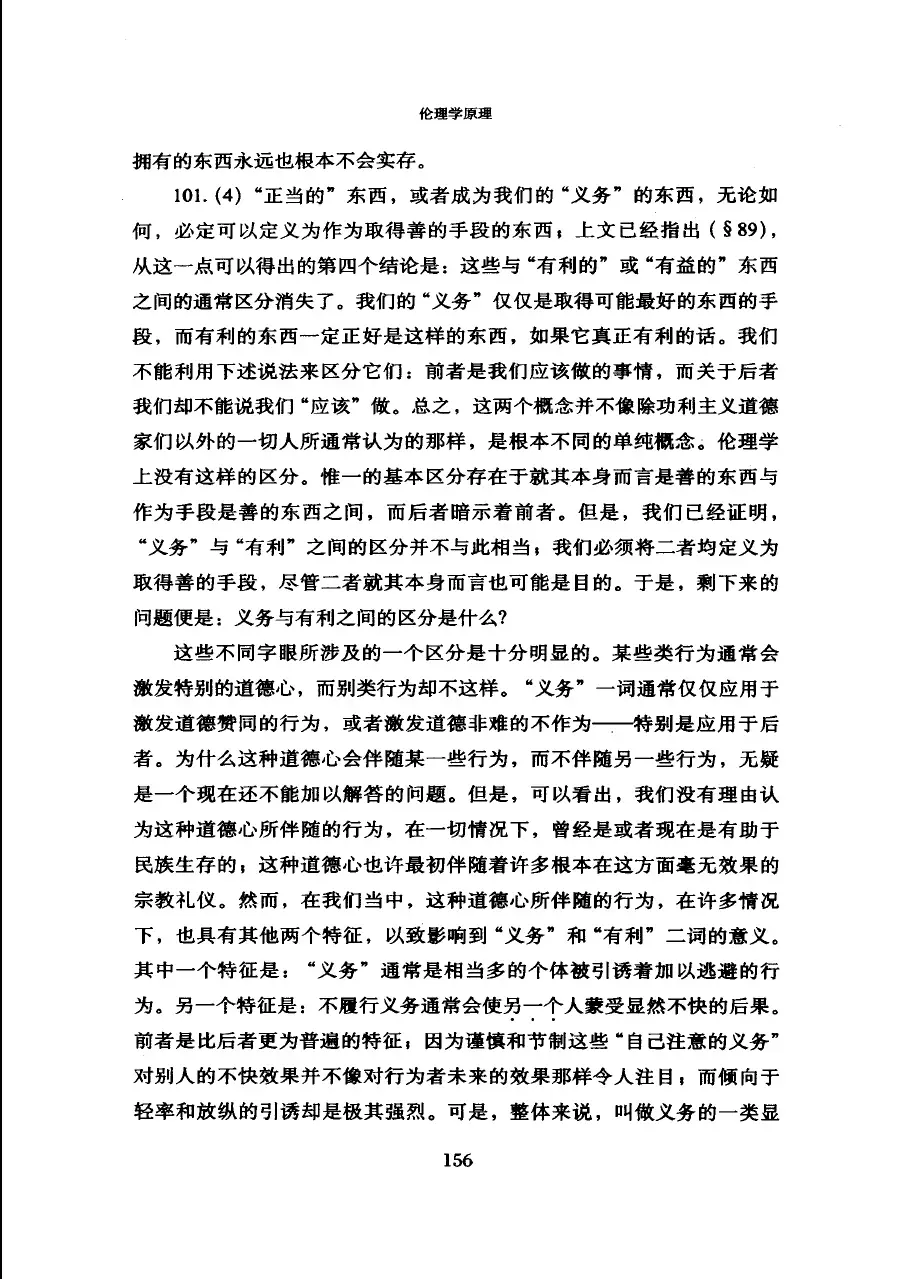 伦理学原理
拥有的东西永远也根本不会实存。
101. (4)“正当的”东西，或者成为我们的“义务”的东西，无论如
何，必定可以定义为作为取得善的手段的东西；上文已经指出（§89），
从这一点可以得出的第四个结论是：这些与“有利的”或“有益的”东西
之间的通常区分消失了。我们的“义务”仅仅是取得可能最好的东西的手
段，而有利的东西一定正好是这样的东西，如果它真正有利的话。我们
不能利用下述说法来区分它们：前者是我们应该做的事情，而关于后者
我们却不能说我们“应该”做。总之，这两个概念并不像除功利主义道德
家们以外的一切人所通常认为的那样，是根本不同的单纯概念。伦理学
上没有这样的区分。惟一的基本区分存在于就其本身而言是善的东西与
作为手段是善的东西之间，而后者暗示着前者。但是，我们已经证明，
“义务”与“有利”之间的区分并不与此相当；我们必须将二者均定义为
取得善的手段，尽管二者就其本身而言也可能是目的。于是，剩下来的
问题便是：义务与有利之间的区分是什么？
这些不同字眼所涉及的一个区分是十分明显的。某些类行为通常会
激发特别的道德心，而别类行为却不这样。“义务”一词通常仅仅应用于
激发道德赞同的行为，或者激发道德非难的不作为——特别是应用于后
者。为什么这种道德心会伴随某一些行为，而不伴随另一些行为，无疑
是一个现在还不能加以解答的问题。但是，可以看出，我们没有理由认
为这种道德心所伴随的行为，在一切情况下，曾经是或者现在是有助于
民族生存的；这种道德心也许最初伴随着许多根本在这方面毫无效果的
宗教礼仪。然而，在我们当中，这种道德心所伴随的行为，在许多情况
下，也具有其他两个特征，以致影响到“义务”和“有利”二词的意义。
其中一个特征是：“义务”通常是相当多的个体被引诱着加以逃避的行
为。另一个特征是：不履行义务通常会使另一个人蒙受显然不快的后果。
前者是比后者更为普遍的特征；因为谨慎和节制这些“自己注意的义务”
对别人的不快效果并不像对行为者未来的效果那样令人注目；而倾向于
轻率和放纵的引诱却是极其强烈。可是，整体来说，叫做义务的一类显
156